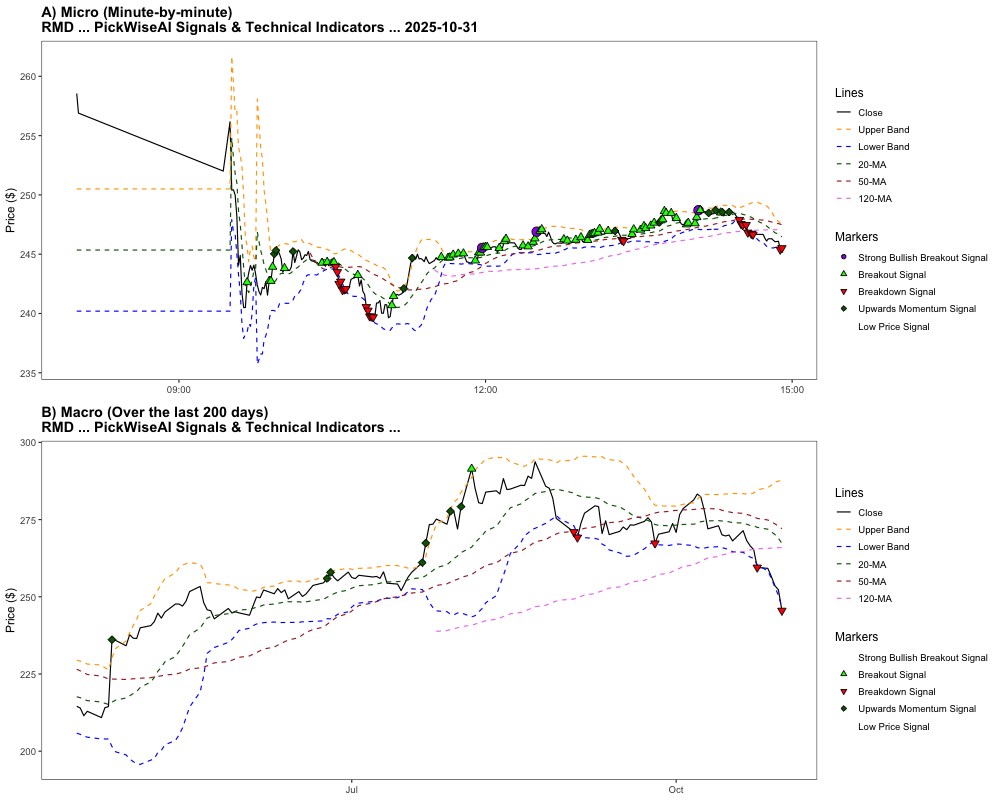 A) Micro (Minute-by-minute)
RMD ... PickWiseAI Signals & Technical Indicators ... 2025-10-31
Price ($)
260
255
250
245
240
235
09:00
12:00
15:00
Lines
Close
Upper Band
Lower Band
20-MA
50-MA
120-MA
Markers
Strong Bullish Breakout Signal
Breakout Signal
Breakdown Signal
Upwards Momentum Signal
Low Price Signal
B) Macro (Over the last 200 days)
RMD ... PickWiseAI Signals & Technical Indicators ...
Price ($)
300
275
250
225
200
Jul
Oct
Lines
Close
Upper Band
Lower Band
20-MA
50-MA
120-MA
Markers
Strong Bullish Breakout Signal
Breakout Signal
Breakdown Signal
Upwards Momentum Signal
Low Price Signal